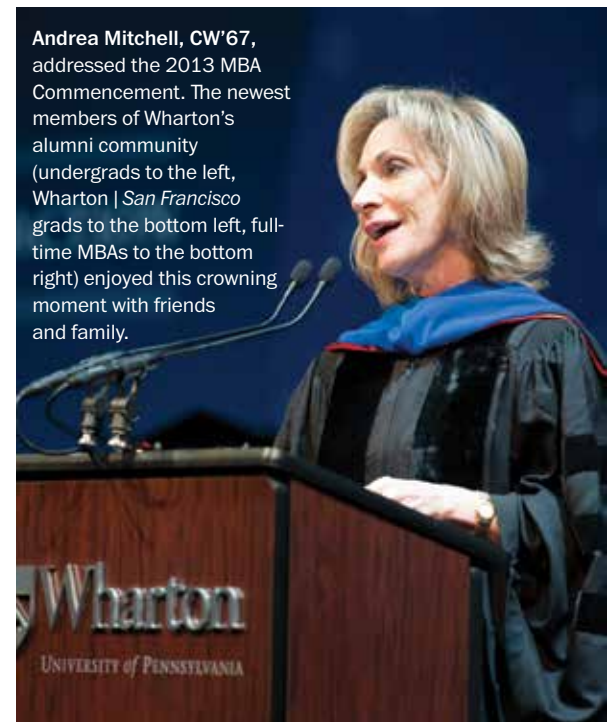 Andrea Mitchell, CW’67,
addressed the 2013 MBA
Commencement. The newest
members of Wharton’s
alumni community
(undergrads to the left,
Wharton | San Francisco
grads to the bottom left, full-
time MBAs to the bottom
right) enjoyed this crowning
moment with friends
and family.
Wharton
UNIVERSITY of PENNSYLVANIA